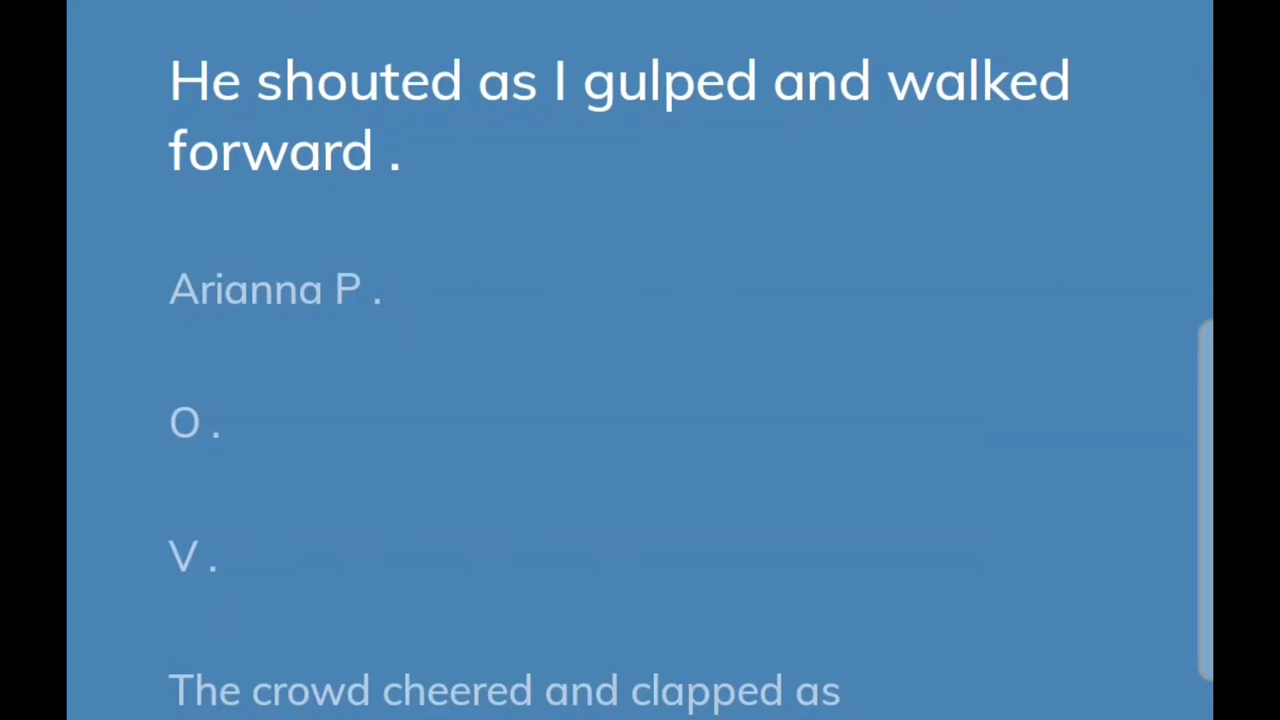 He shouted as I gulped and walked
forward .
Arianna P .
O .
V .
The crowd cheered and clapped as